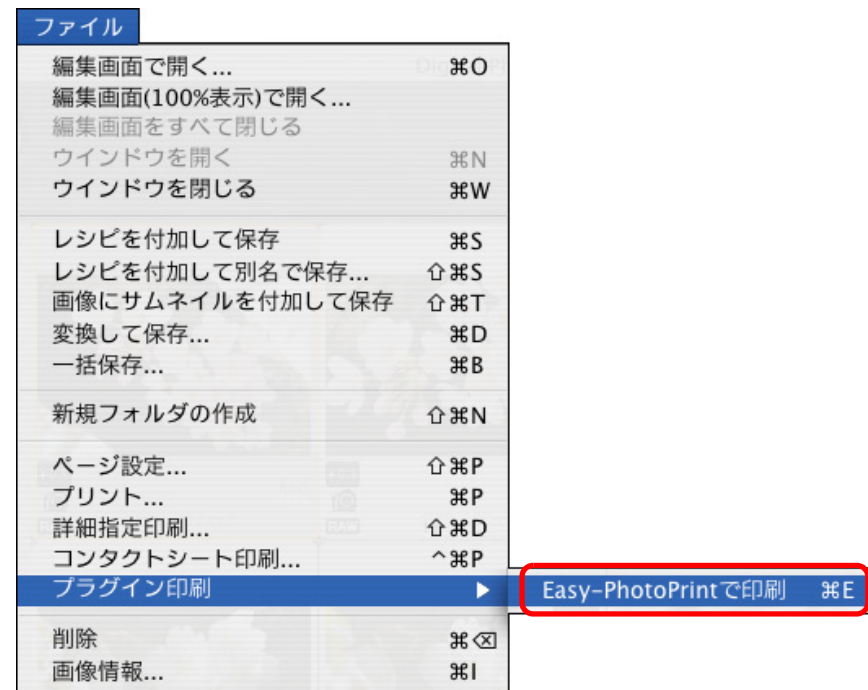 ファイル
編集画面で開く... ⌘O
編集画面(100%表示)で開く...
編集画面をすべて閉じる
ウインドウを開く ⌘N
ウインドウを閉じる ⌘W
レシピを付加して保存 ⌘S
レシピを付加して別名で保存... ⇧⌘S
画像にサムネイルを付加して保存 ⇧⌘T
変換して保存... ⌘D
一括保存... ⌘B
新規フォルダの作成 ⇧⌘N
ページ設定... ⇧⌘P
プリント... ⌘P
詳細指定印刷... ⇧⌘D
コンタクトシート印刷... ^⌘P
プラグイン印刷 ▶ Easy-PhotoPrintで印刷 ⌘E
削除 ⌘⌫
画像情報... ⌘I